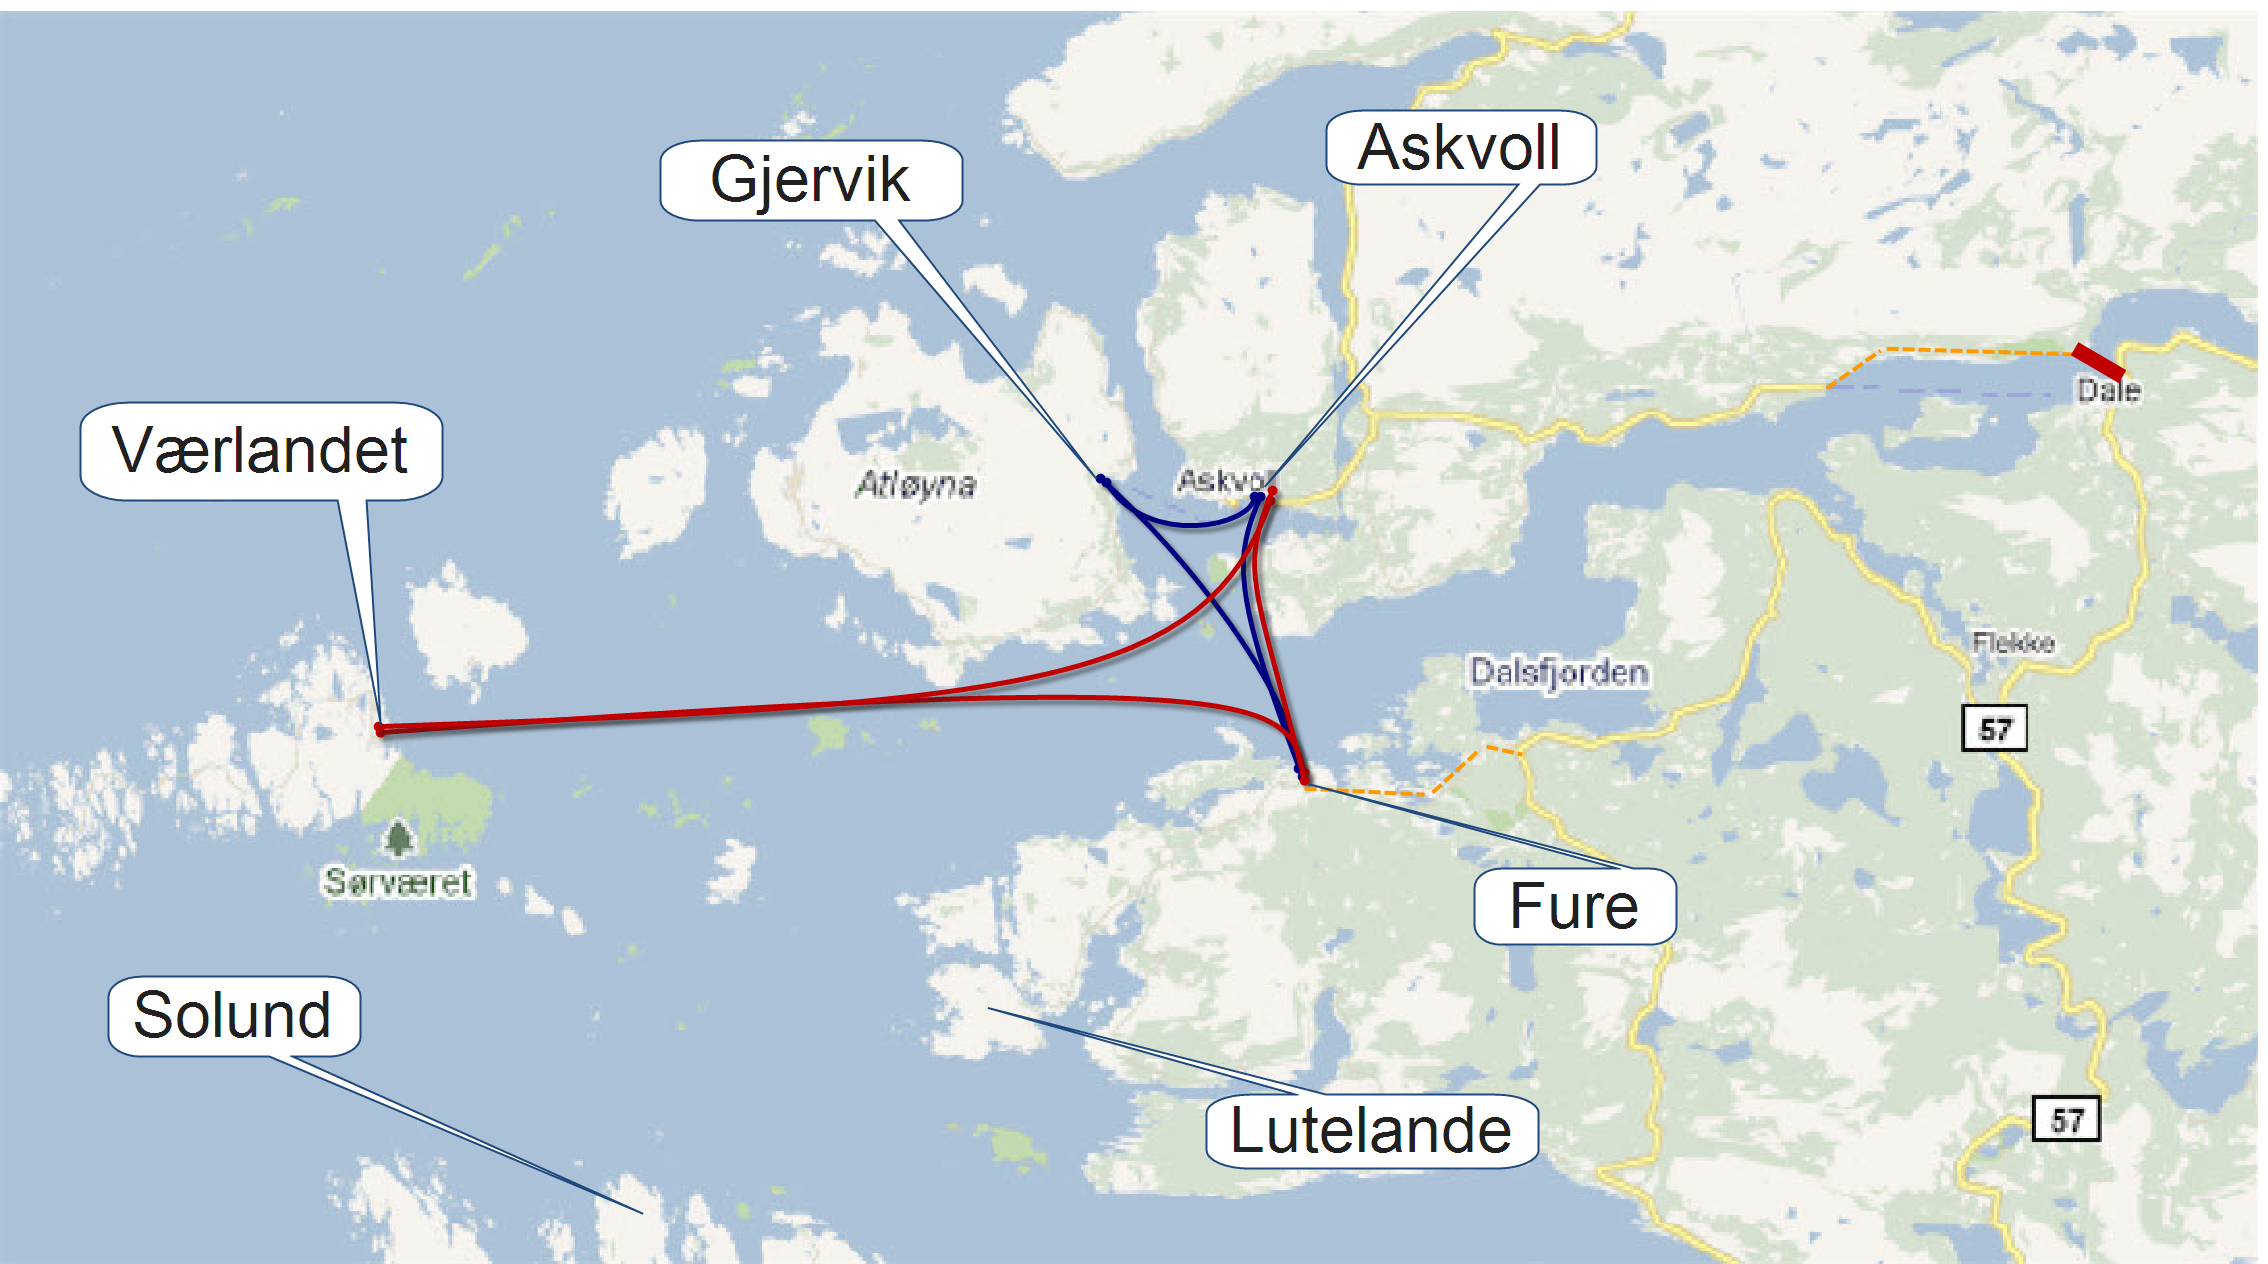 Askvoll
Gjervik
Dale
Værlandet
Atløyna
Askvoll
Flekke
Dalsfjorden
57
Sørværet
Fure
Solund
57
Lutelande